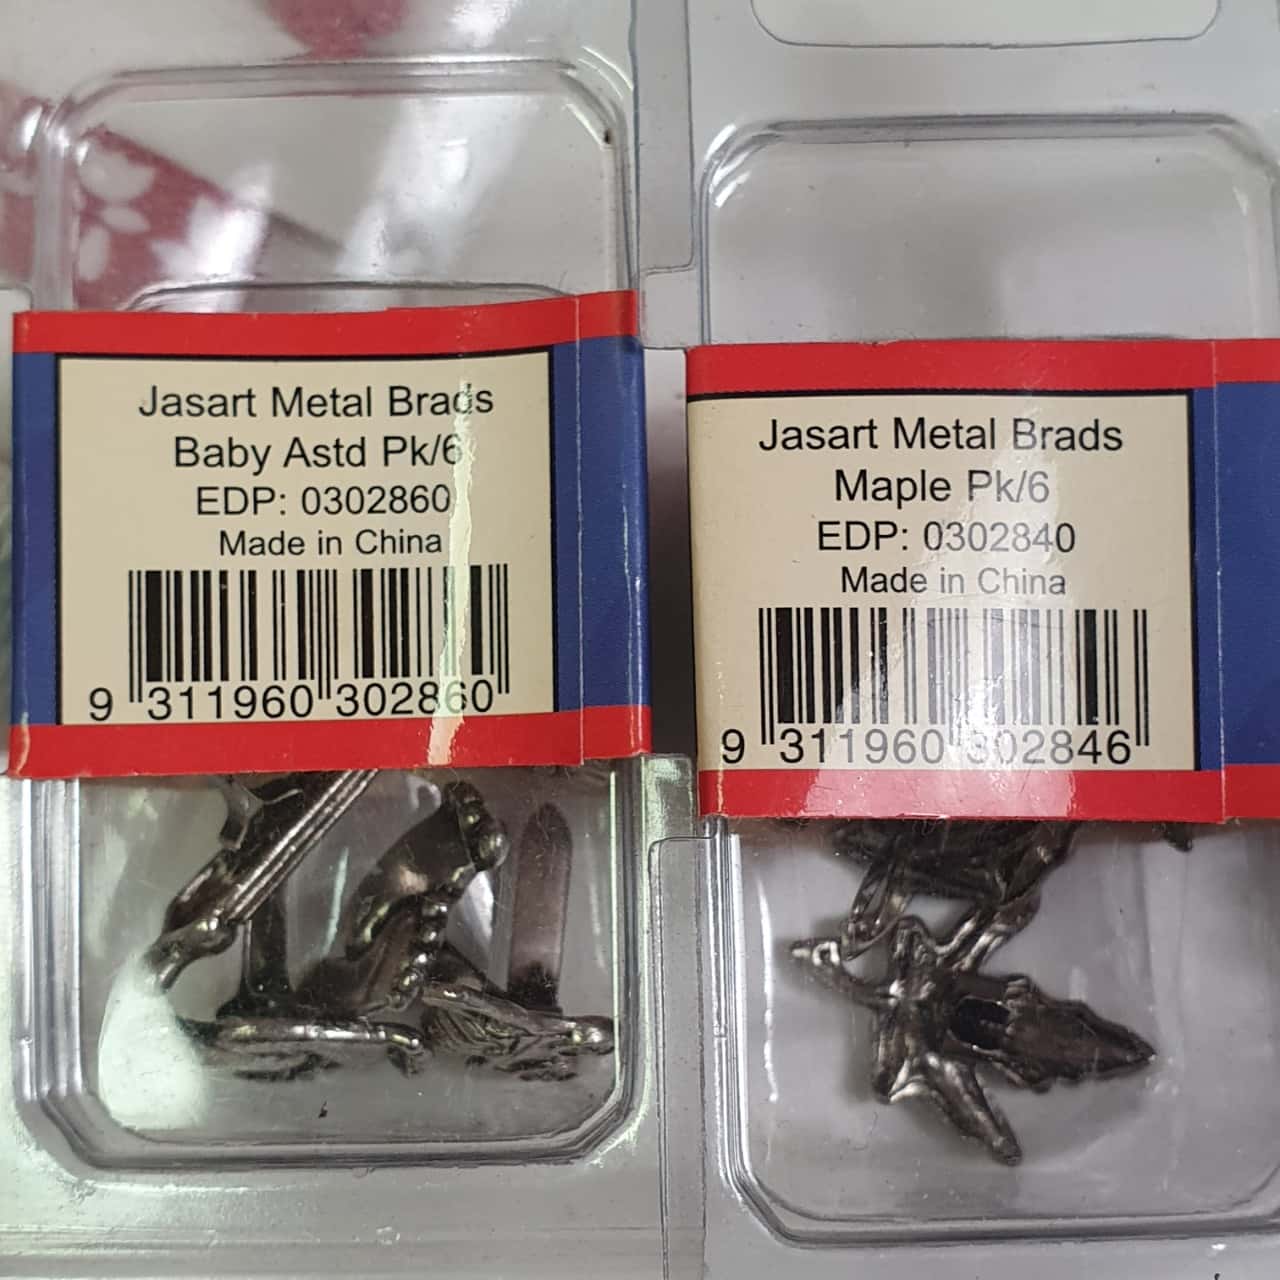 Jasart Metal Brads
Baby Astd Pk/6
EDP: 0302860
Made in China
9 311960 302860
Jasart Metal Brads
Maple Pk/6
EDP: 0302840
Made in China
9 311960 302846